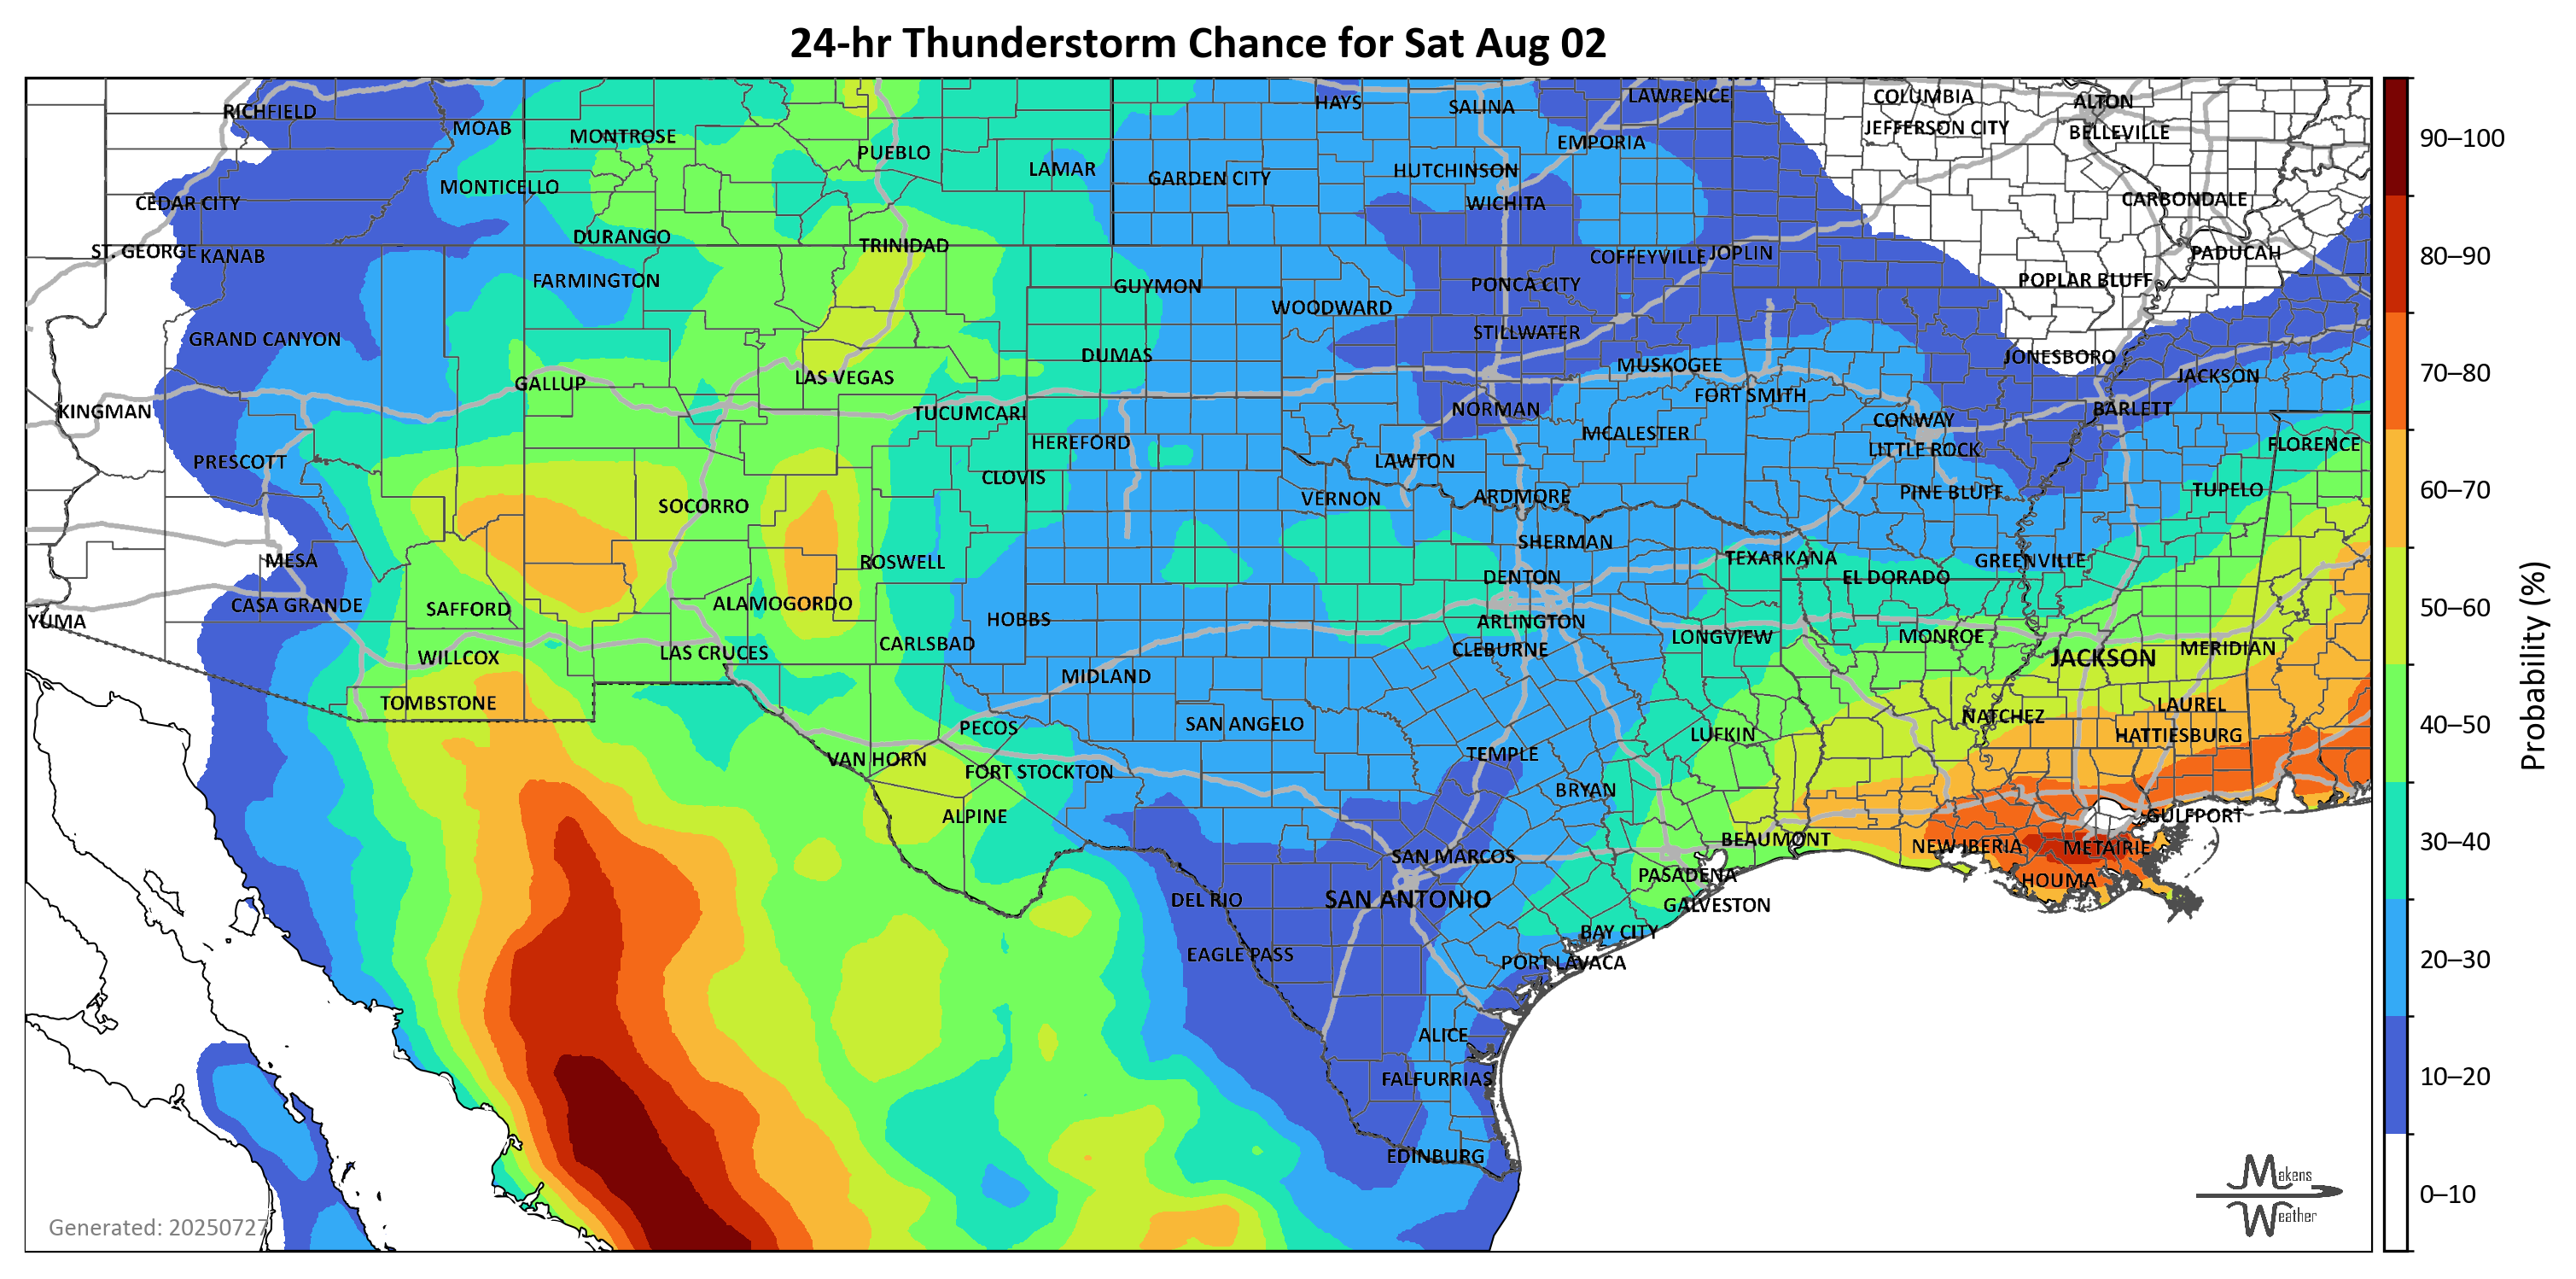 24-hr Thunderstorm Chance for Sat Aug 02
RICHFIELD
MOAB
MONTROSE
PUEBLO
LAMAR
HAYS
SALINA
LAWRENCE
COLUMBIA
ALTON
JEFFERSON CITY
BELLEVILLE
EMPORIA
HUTCHINSON
GARDEN CITY
MONTICELLO
CEDAR CITY
WICHITA
CARBONDALE
DURANGO
TRINIDAD
ST. GEORGE
KANAB
COFFEYVILLE
JOPLIN
PADUCAH
FARMINGTON
GUYMON
PONCA CITY
POPLAR BLUFF
WOODWARD
GRAND CANYON
STILLWATER
DUMAS
MUSKOGEE
JONESBORO
JACKSON
GALLUP
LAS VEGAS
FORT SMITH
KINGMAN
TUCUMCARI
NORMAN
CONWAY
BARLETT
HEREFORD
MCALESTER
LITTLE ROCK
FLORENCE
PRESCOTT
CLOVIS
LAWTON
VERNON
ARDMORE
PINE BLUFF
TUPELO
SOCORRO
SHERMAN
MESA
ROSWELL
TEXARKANA
GREENVILLE
DENTON
EL DORADO
CASA GRANDE
SAFFORD
ALAMOGORDO
HOBBS
ARLINGTON
YUMA
CARLSBAD
CLEBURNE
LONGVIEW
MONROE
MERIDIAN
WILLCOX
LAS CRUCES
JACKSON
MIDLAND
TOMBSTONE
LAUREL
NATCHEZ
PECOS
SAN ANGELO
LUFKIN
HATTIESBURG
VAN HORN
FORT STOCKTON
TEMPLE
BRYAN
ALPINE
GULFPORT
BEAUMONT
NEW IBERIA
METAIRIE
SAN MARCOS
PASADENA
HOUMA
DEL RIO
SAN ANTONIO
GALVESTON
BAY CITY
EAGLE PASS
PORT LAVACA
ALICE
FALFURRIAS
EDINBURG
Generated: 20250727
Makens
Weather
90–100
80–90
70–80
60–70
50–60
40–50
30–40
20–30
10–20
0–10
Probability (%)